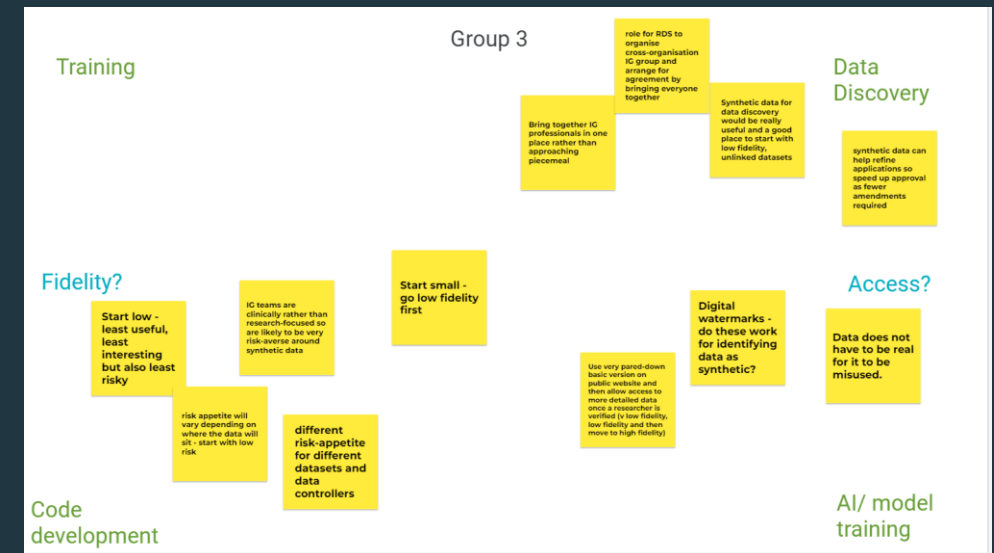 Group 3
Training
role for RDS to
organise
cross-organisation
IG group and
arrange for
agreement by
bringing everyone
together
Data
Discovery
Bring together IG
professionals in one
place rather than
approaching
piecemeal
Synthetic data for
data discovery
would be really
useful and a good
place to start with
low fidelity,
unlinked datasets
synthetic data can
help refine
applications so
speed up approval
as fewer
amendments
required
Fidelity?
Start low -
least useful,
least
interesting
but also least
risky
IG teams are
clinically rather than
research-focused so
are likely to be very
risk-averse around
synthetic data
Start small -
go low fidelity
first
risk appetite will
vary depending on
where the data will
sit - start with low
risk
different
risk-appetite
for different
datasets and
data
controllers
Access?
Digital
watermarks -
do these work
for identifying
data as
synthetic?
Data does not
have to be real
for it to be
misused.
Use very pared-down
basic version on
public website and
then allow access to
more detailed data
once a researcher is
verified (v low fidelity,
low fidelity and then
move to high fidelity)
Code
development
AI/ model
training